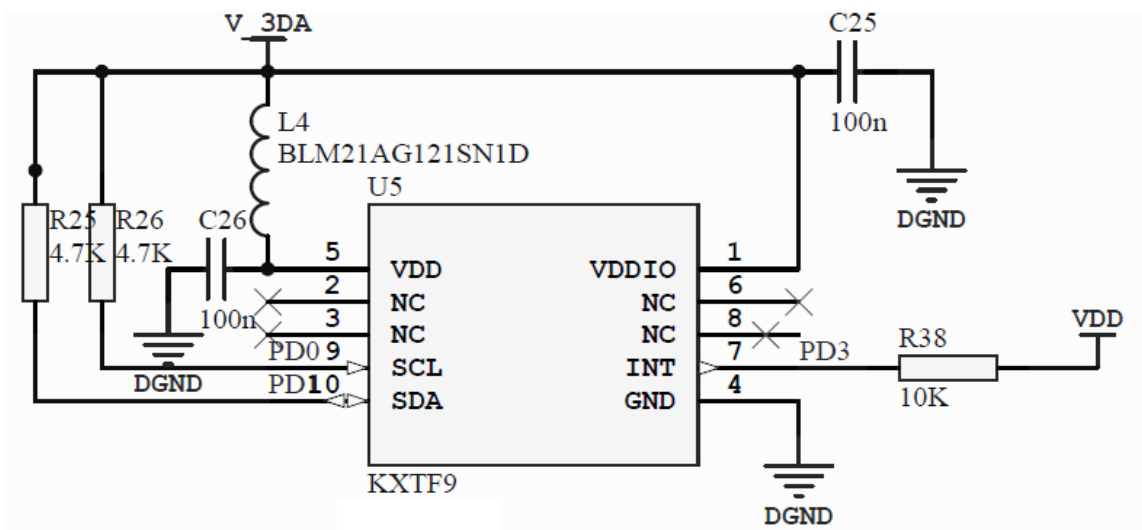 V_3DA
C25
100n
DGND
L4
BLM21AG121SN1D
U5
R25
4.7K
R26
4.7K
C26
100n
DGND
5 VDD
2 NC
3 NC
PD0 9 SCL
PD1 10 SDA
VDDIO 1
NC 6
NC 8
INT 7 PD3
GND 4
R38
10K
VDD
DGND
KXTF9